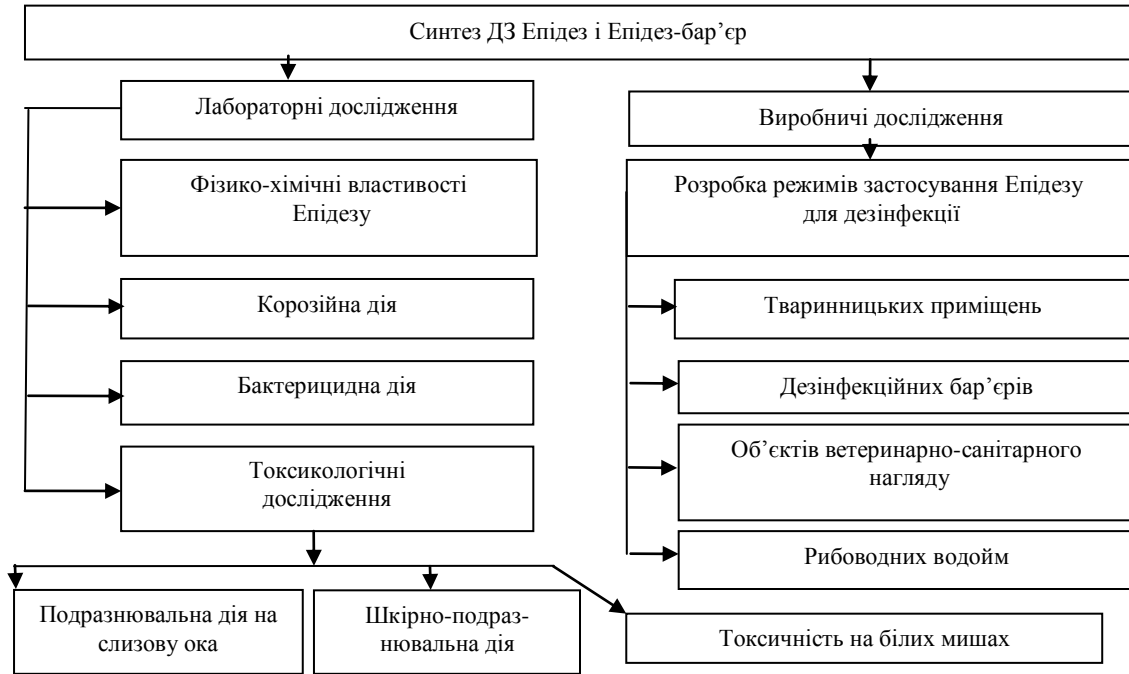 Синтез ДЗ Епідез і Епідез-бар’єр
Лабораторні дослідження
Виробничі дослідження
Фізико-хімічні властивості
Епідезу
Розробка режимів застосування Епідезу
для дезінфекції
Корозійна дія
Тваринницьких приміщень
Бактерицидна дія
Дезінфекційних бар’єрів
Токсикологічні
дослідження
Об’єктів ветеринарно-санітарного
нагляду
Рибоводних водойм
Подразнювальна дія на
слизову ока
Шкірно-подраз-
нювальна дія
Токсичність на білих мишах